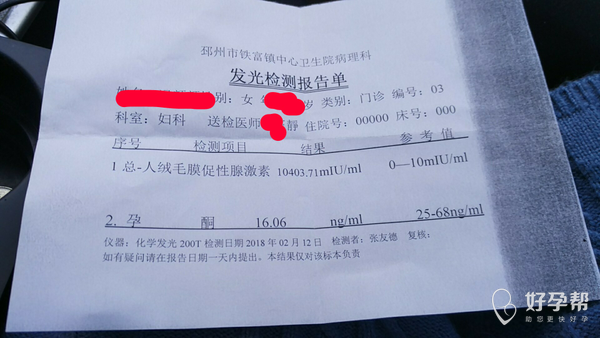 邳州市铁富镇中心卫生院病理科
发光检测报告单
别：女 岁 类别：门诊 编号：03
科室：妇科 送检医师 静 住院号：00000 床号：000
序号 检测项目 结果 参考值
1 总-人绒毛膜促性腺激素 10403.71mIU/ml 0—10mIU/ml
2. 孕 酮 16.06 ng/ml 25-68ng/ml
仪器：化学发光 200T 检测日期 2018 年 02 月 12 日 检测者：张友德 复核：
如有疑问请在报告日期一天内提出。本结果仅对该标本负责
好孕帮
助您更快好孕